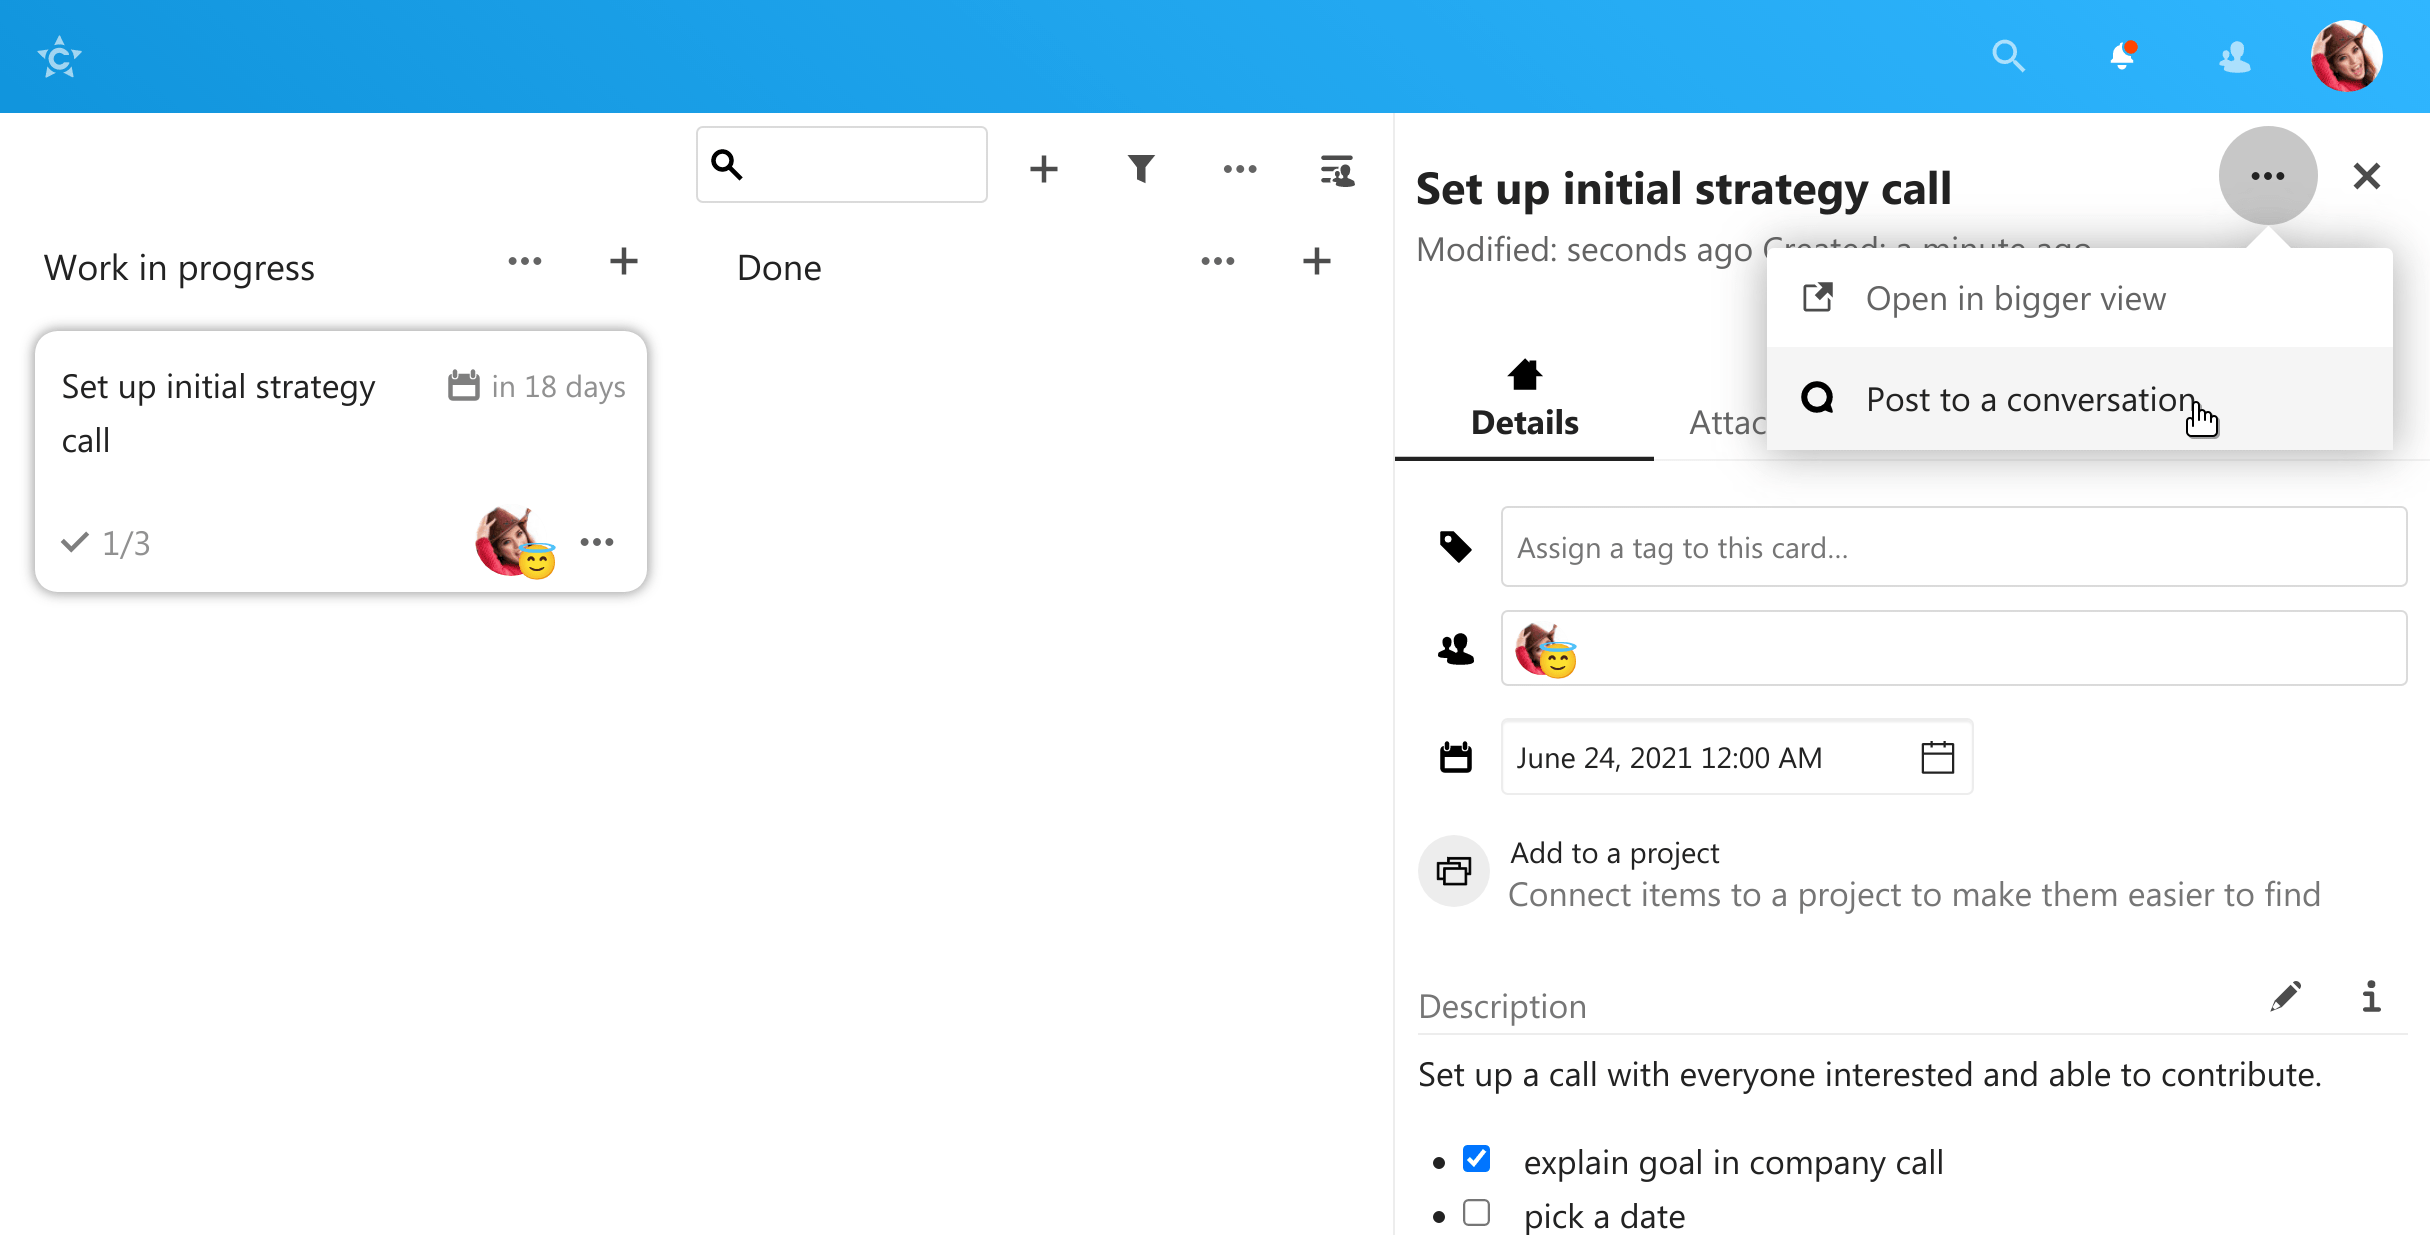 Work in progress
Done
Set up initial strategy
call
in 18 days
1/3
Set up initial strategy call
Modified: seconds ago Created: a minute ago
Open in bigger view
Post to a conversation
Details
Attac
Assign a tag to this card...
June 24, 2021 12:00 AM
Add to a project
Connect items to a project to make them easier to find
Description
Set up a call with everyone interested and able to contribute.
explain goal in company call
pick a date